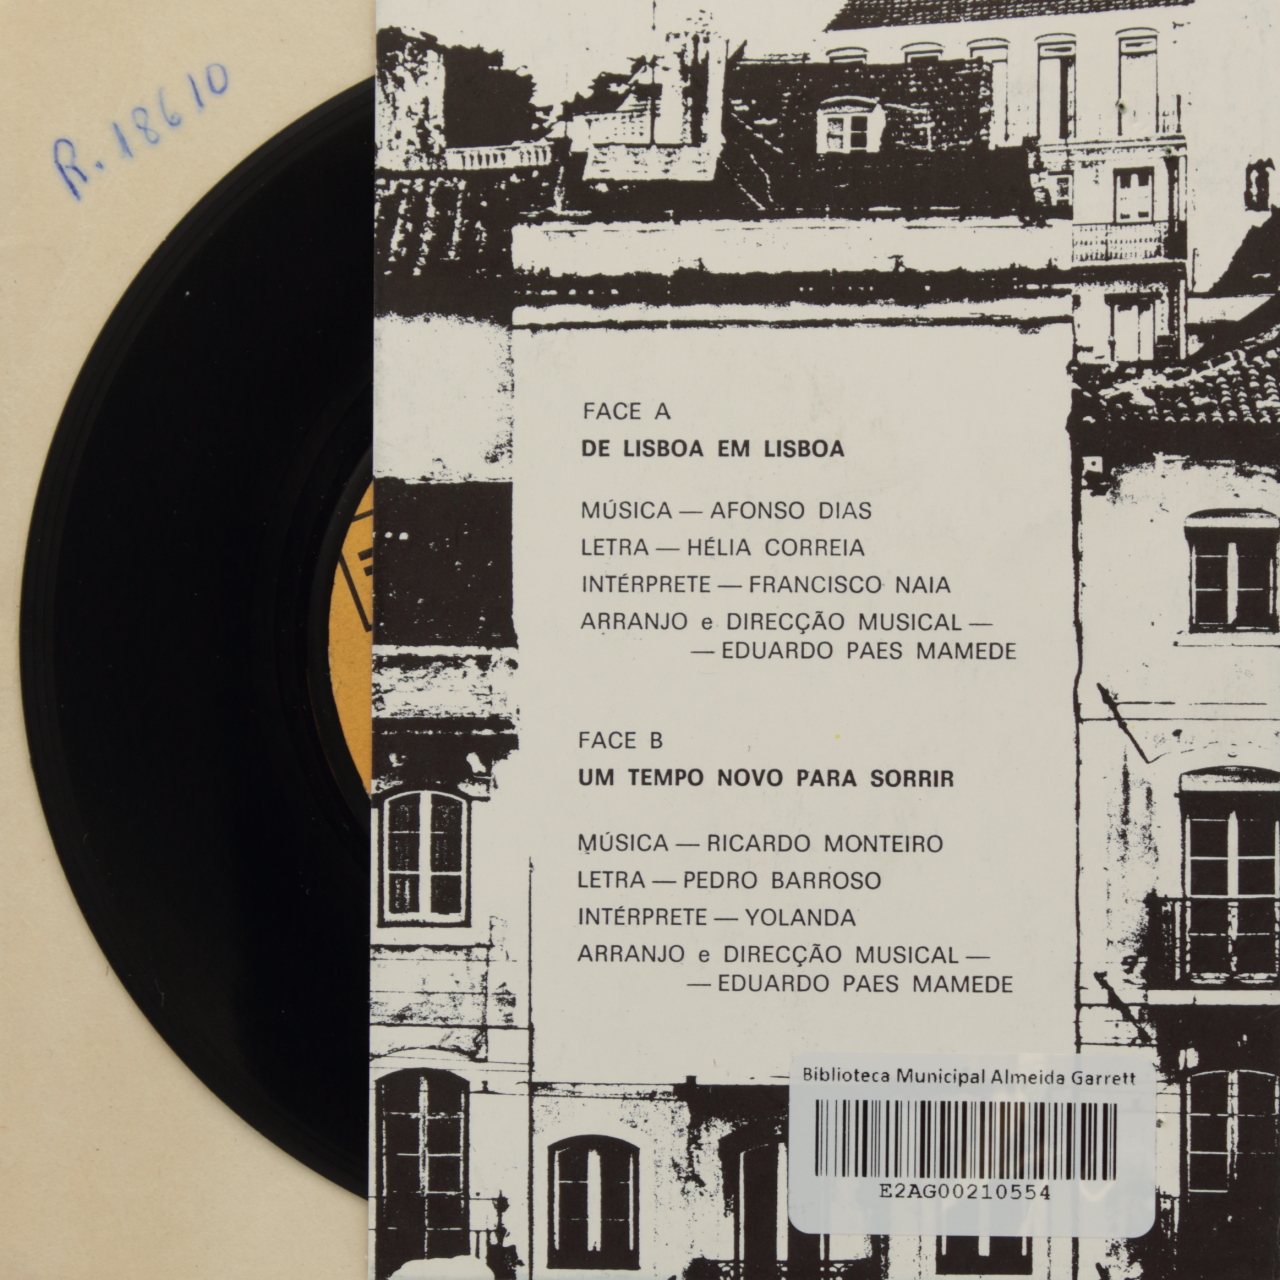 R. 18610
FACE A
DE LISBOA EM LISBOA
MÚSICA — AFONSO DIAS
LETRA — HÉLIA CORREIA
INTÉRPRETE — FRANCISCO NAIA
ARRANJO e DIRECÇÃO MUSICAL —
— EDUARDO PAES MAMEDE
FACE B
UM TEMPO NOVO PARA SORRIR
MÚSICA — RICARDO MONTEIRO
LETRA — PEDRO BARROSO
INTÉRPRETE — YOLANDA
ARRANJO e DIRECÇÃO MUSICAL —
— EDUARDO PAES MAMEDE
Biblioteca Municipal Almeida Garrett
E2AG00210554